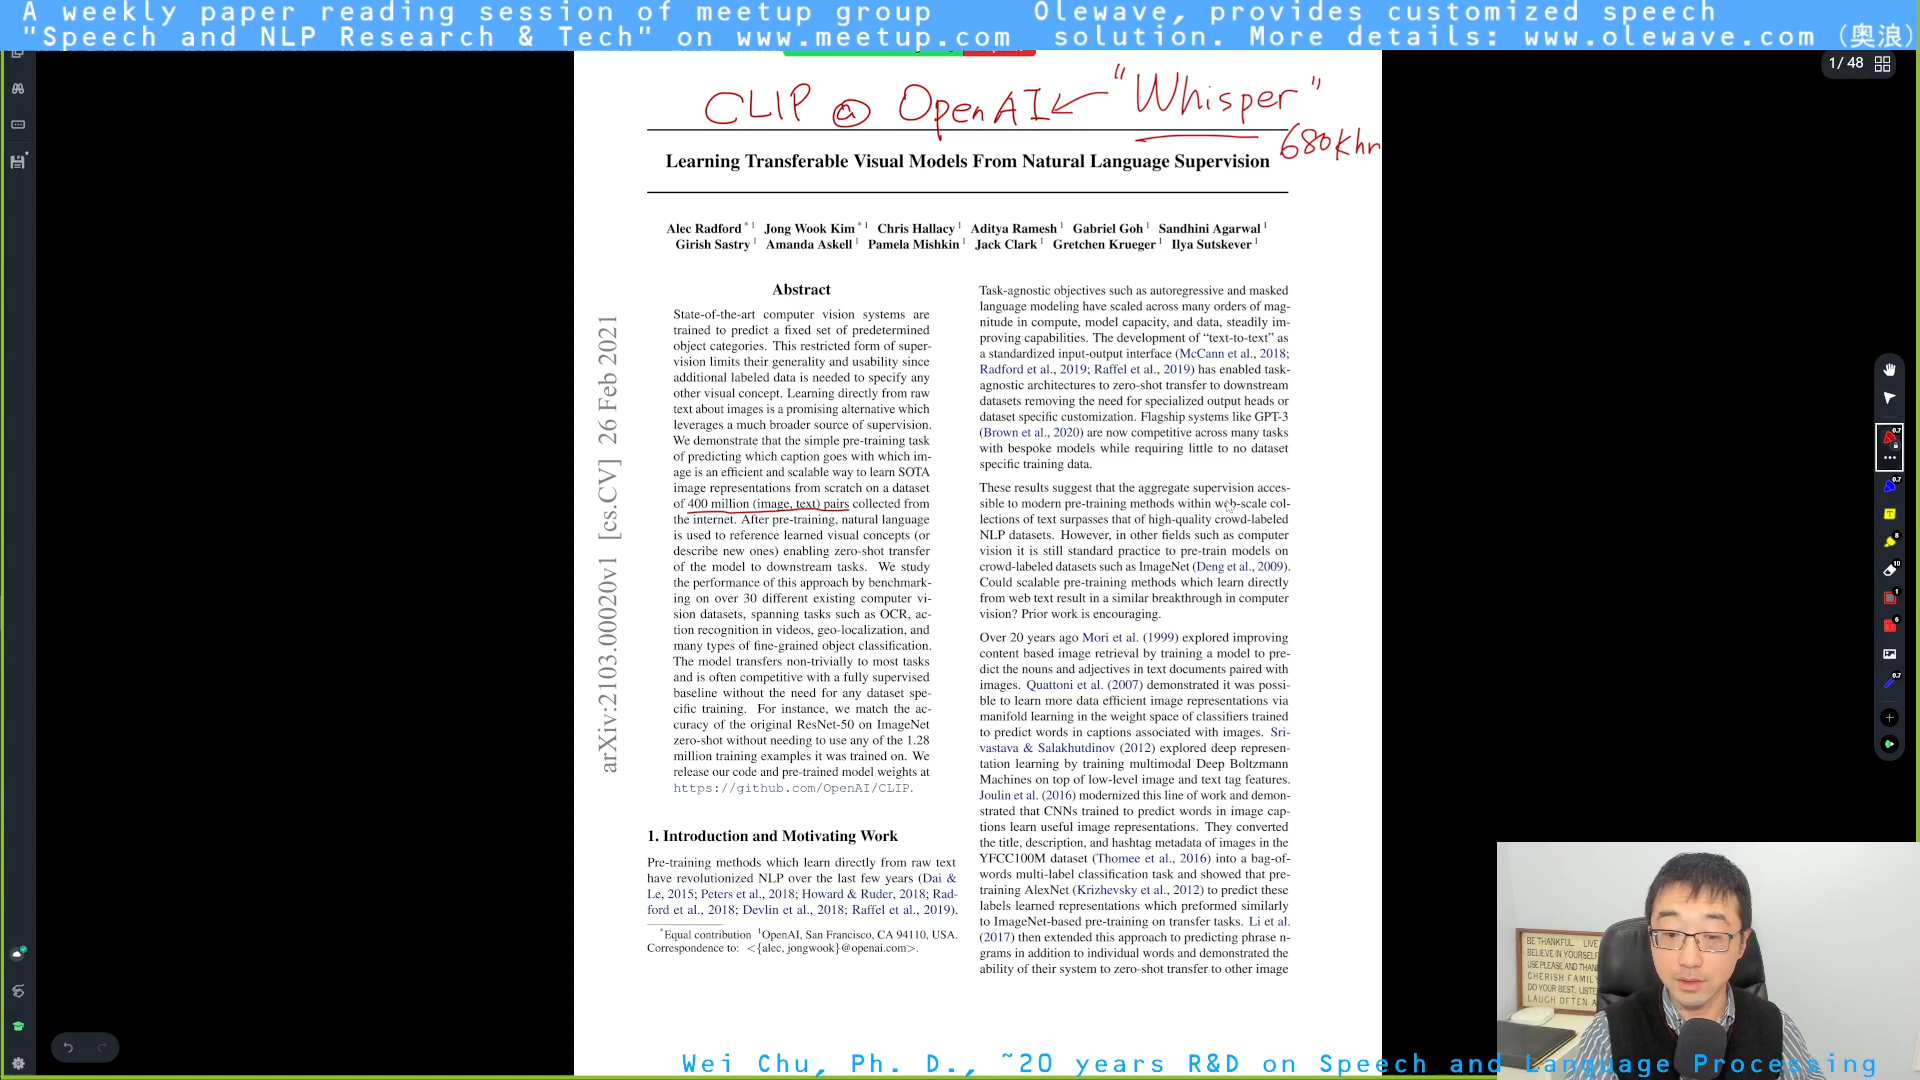 A weekly paper reading session of meetup group
"Speech and NLP Research & Tech" on www.meetup.com
Olewave, provides customized speech
solution. More details: www.olewave.com (奥浪)
1/ 48
CLIP @ OpenAI ← "Whisper"
680Khr
Learning Transferable Visual Models From Natural Language Supervision
Alec Radford * 1 Jong Wook Kim * 1 Chris Hallacy 1 Aditya Ramesh 1 Gabriel Goh 1 Sandhini Agarwal 1
Girish Sastry 1 Amanda Askell 1 Pamela Mishkin 1 Jack Clark 1 Gretchen Krueger 1 Ilya Sutskever 1
arXiv:2103.00020v1 [cs.CV] 26 Feb 2021
Abstract
State-of-the-art computer vision systems are
trained to predict a fixed set of predetermined
object categories. This restricted form of super-
vision limits their generality and usability since
additional labeled data is needed to specify any
other visual concept. Learning directly from raw
text about images is a promising alternative which
leverages a much broader source of supervision.
We demonstrate that the simple pre-training task
of predicting which caption goes with which im-
age is an efficient and scalable way to learn SOTA
image representations from scratch on a dataset
of 400 million (image, text) pairs collected from
the internet. After pre-training, natural language
is used to reference learned visual concepts (or
describe new ones) enabling zero-shot transfer
of the model to downstream tasks. We study
the performance of this approach by benchmark-
ing on over 30 different existing computer vi-
sion datasets, spanning tasks such as OCR, ac-
tion recognition in videos, geo-localization, and
many types of fine-grained object classification.
The model transfers non-trivially to most tasks
and is often competitive with a fully supervised
baseline without the need for any dataset spe-
cific training. For instance, we match the ac-
curacy of the original ResNet-50 on ImageNet
zero-shot without needing to use any of the 1.28
million training examples it was trained on. We
release our code and pre-trained model weights at
https://github.com/OpenAI/CLIP.
1. Introduction and Motivating Work
Pre-training methods which learn directly from raw text
have revolutionized NLP over the last few years (Dai &
Le, 2015; Peters et al., 2018; Howard & Ruder, 2018; Rad-
ford et al., 2018; Devlin et al., 2018; Raffel et al., 2019).
*Equal contribution 1OpenAI, San Francisco, CA 94110, USA.
Correspondence to: <{alec, jongwook}@openai.com>.
Task-agnostic objectives such as autoregressive and masked
language modeling have scaled across many orders of mag-
nitude in compute, model capacity, and data, steadily im-
proving capabilities. The development of “text-to-text” as
a standardized input-output interface (McCann et al., 2018;
Radford et al., 2019; Raffel et al., 2019) has enabled task-
agnostic architectures to zero-shot transfer to downstream
datasets removing the need for specialized output heads or
dataset specific customization. Flagship systems like GPT-3
(Brown et al., 2020) are now competitive across many tasks
with bespoke models while requiring little to no dataset
specific training data.
These results suggest that the aggregate supervision acces-
sible to modern pre-training methods within web-scale col-
lections of text surpasses that of high-quality crowd-labeled
NLP datasets. However, in other fields such as computer
vision it is still standard practice to pre-train models on
crowd-labeled datasets such as ImageNet (Deng et al., 2009).
Could scalable pre-training methods which learn directly
from web text result in a similar breakthrough in computer
vision? Prior work is encouraging.
Over 20 years ago Mori et al. (1999) explored improving
content based image retrieval by training a model to pre-
dict the nouns and adjectives in text documents paired with
images. Quattoni et al. (2007) demonstrated it was possi-
ble to learn more data efficient image representations via
manifold learning in the weight space of classifiers trained
to predict words in captions associated with images. Sri-
vastava & Salakhutdinov (2012) explored deep represen-
tation learning by training multimodal Deep Boltzmann
Machines on top of low-level image and text tag features.
Joulin et al. (2016) modernized this line of work and demon-
strated that CNNs trained to predict words in image cap-
tions learn useful image representations. They converted
the title, description, and hashtag metadata of images in the
YFCC100M dataset (Thomee et al., 2016) into a bag-of-
words multi-label classification task and showed that pre-
training AlexNet (Krizhevsky et al., 2012) to predict these
labels learned representations which preformed similarly
to ImageNet-based pre-training on transfer tasks. Li et al.
(2017) then extended this approach to predicting phrase n-
grams in addition to individual words and demonstrated the
ability of their system to zero-shot transfer to other image
BE THANKFUL. LIVE
BELIEVE IN YOURSELF
USE PLEASE AND THAN
CHERISH FAMILY
DO YOUR BEST. LISTE
LAUGH OFTEN A
Wei Chu, Ph. D., ~20 years R&D on Speech and Language Processing